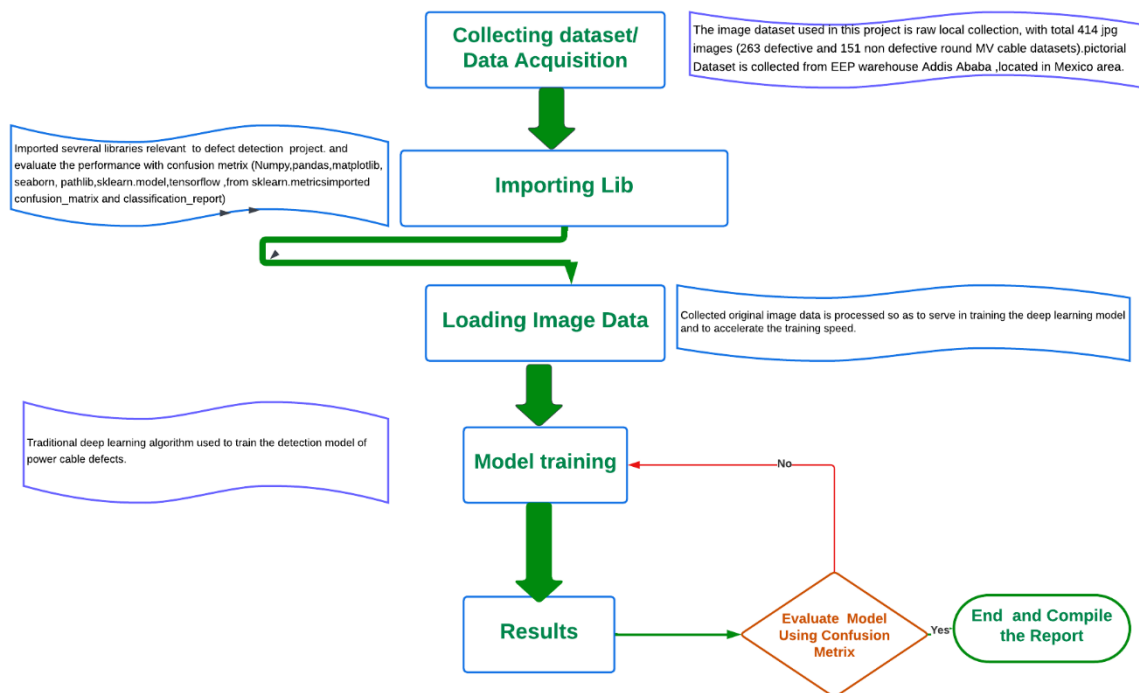 Collecting dataset/
Data Acquisition
The image dataset used in this project is raw local collection, with total 414 jpg
images (263 defective and 151 non defective round MV cable datasets).pictorial
Dataset is collected from EEP warehouse Addis Ababa ,located in Mexico area.
Imported sevreral libraries relevant to defect detection project. and
evaluate the performance with confusion metrix (Numpy,pandas,matplotlib,
seaborn, pathlib,sklearn.model,tensorflow ,from sklearn.metricsimported
confusion_matrix and classification_report)
Importing Lib
Loading Image Data
Collected original image data is processed so as to serve in training the deep learning model
and to accelerate the training speed.
Traditional deep learning algorithm used to train the detection model of
power cable defects.
Model training
No
Results
Evaluate Model
Using Confusion
Metrix
Yes
End and Compile
the Report